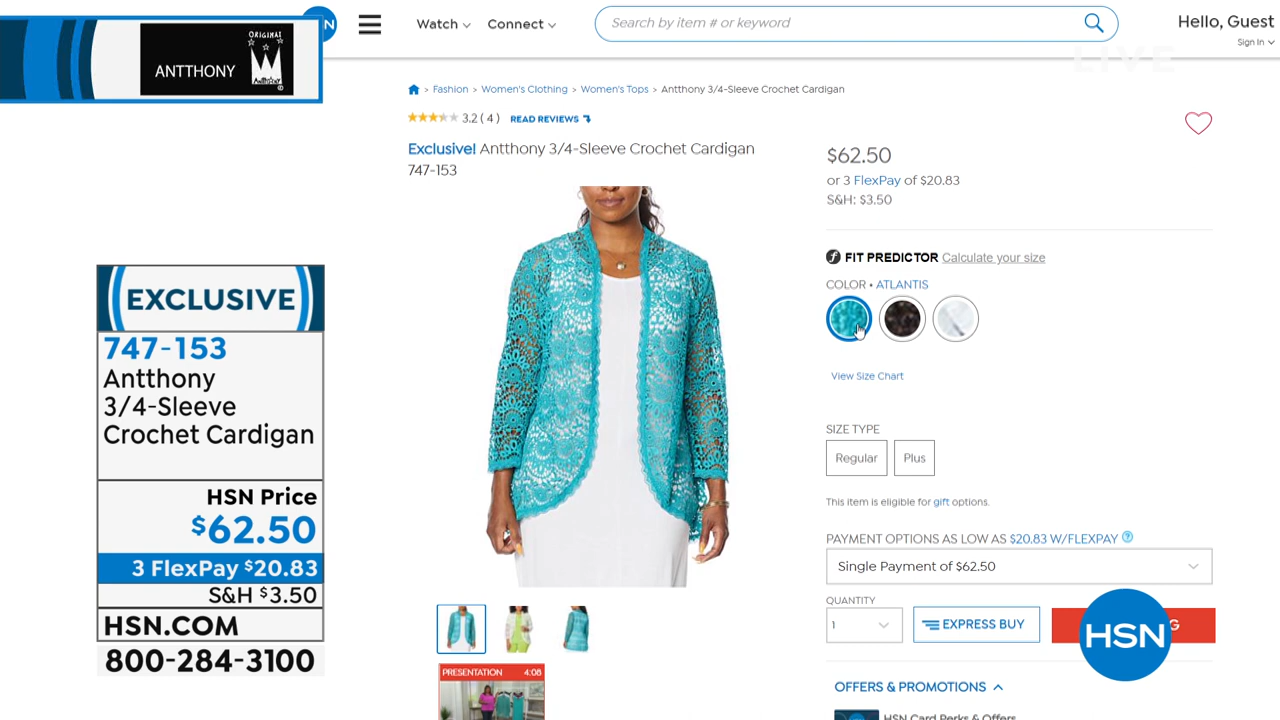 ORIGINAL
ANTTHONY
Antthony
N
Watch
Connect
Search by item # or keyword
Hello, Guest
Sign In
LIVE
> Fashion > Women's Clothing > Women's Tops > Antthony 3/4-Sleeve Crochet Cardigan
3.2 ( 4 ) READ REVIEWS
Exclusive! Antthony 3/4-Sleeve Crochet Cardigan
747-153
$62.50
or 3 FlexPay of $20.83
S&H: $3.50
FIT PREDICTOR Calculate your size
COLOR • ATLANTIS
View Size Chart
SIZE TYPE
Regular
Plus
This item is eligible for gift options.
PAYMENT OPTIONS AS LOW AS $20.83 W/FLEXPAY ?
Single Payment of $62.50
QUANTITY
1
EXPRESS BUY
G
HSN
OFFERS & PROMOTIONS
HSN Card Perks & Offers
PRESENTATION 4:08
EXCLUSIVE
747-153
Antthony
3/4-Sleeve
Crochet Cardigan
HSN Price
$62.50
3 FlexPay $20.83
S&H $3.50
HSN.COM
800-284-3100